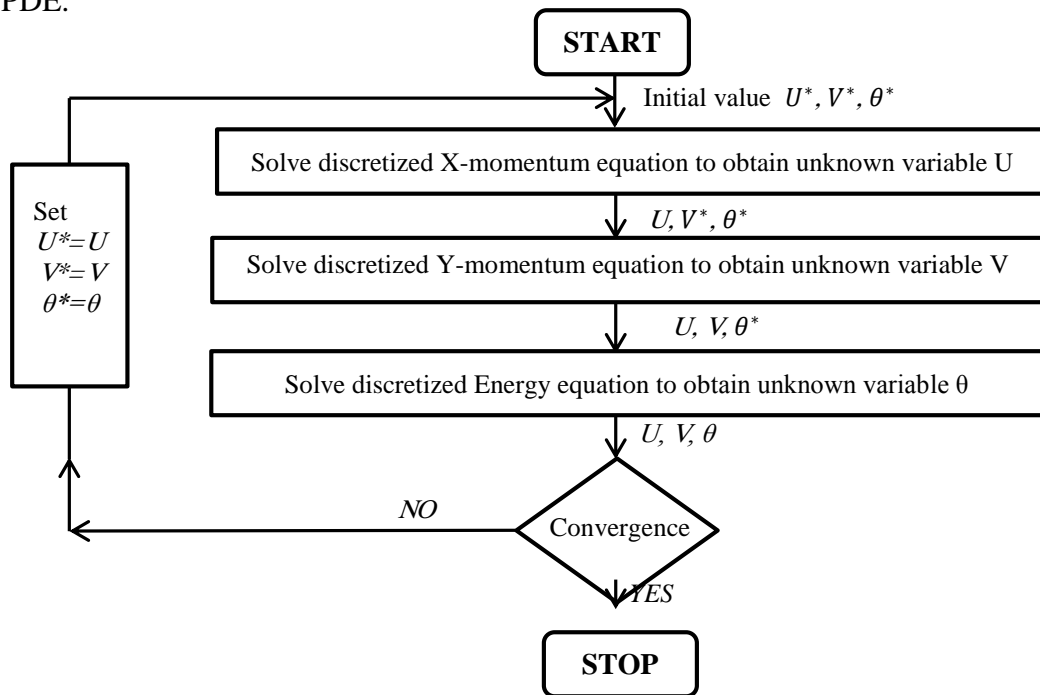 PDE.
START
Initial value U*, V*, θ*
Solve discretized X-momentum equation to obtain unknown variable U
U, V*, θ*
Solve discretized Y-momentum equation to obtain unknown variable V
U, V, θ*
Solve discretized Energy equation to obtain unknown variable θ
U, V, θ
Convergence
NO
Set
U*=U
V*=V
θ*=θ
YES
STOP